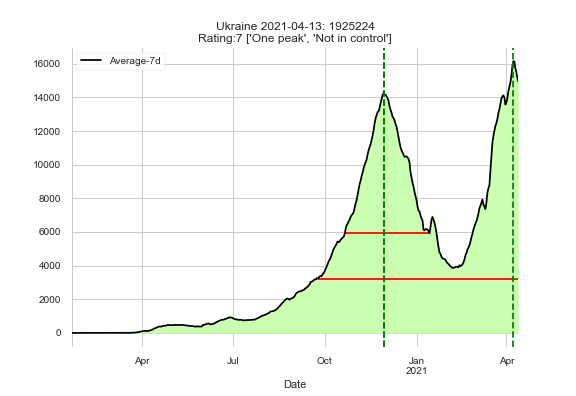 Ukraine 2021-04-13: 1925224
Rating:7 ['One peak', 'Not in control']
Average-7d
16000
14000
12000
10000
8000
6000
4000
2000
0
Apr Jul Oct Jan Apr
2021
Date